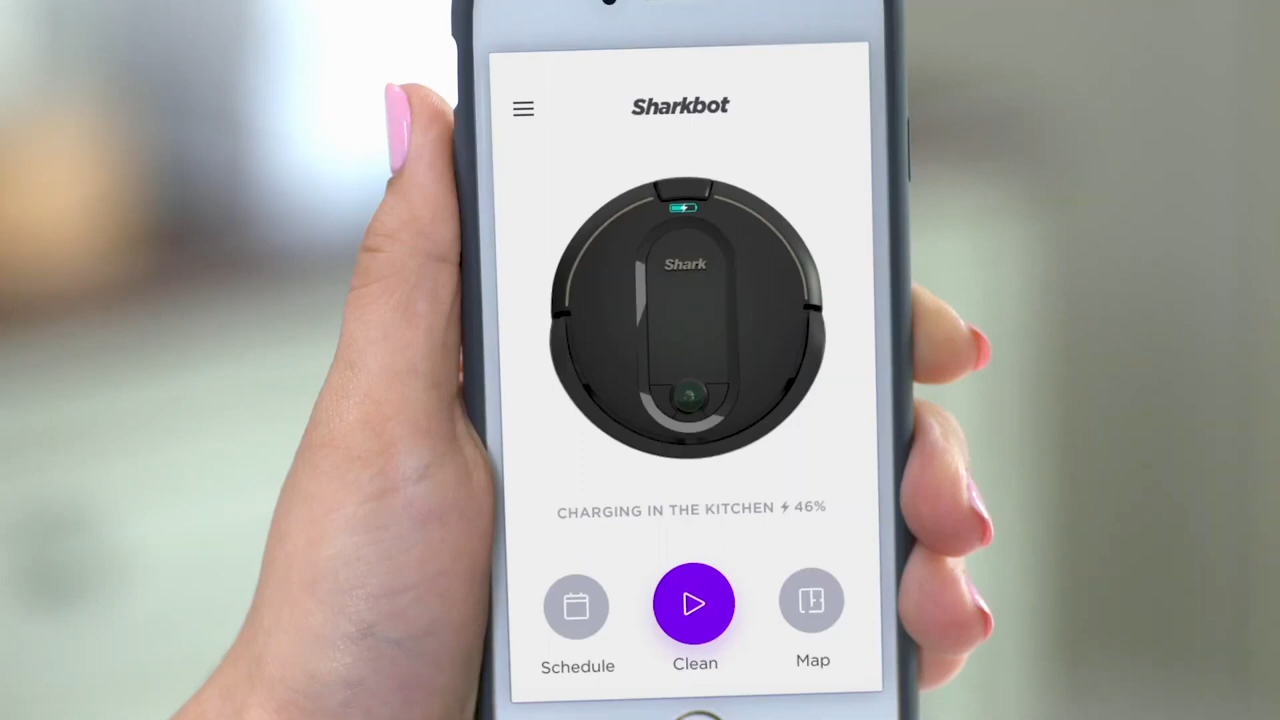 Sharkbot
Shark
CHARGING IN THE KITCHEN 46%
Schedule
Clean
Map